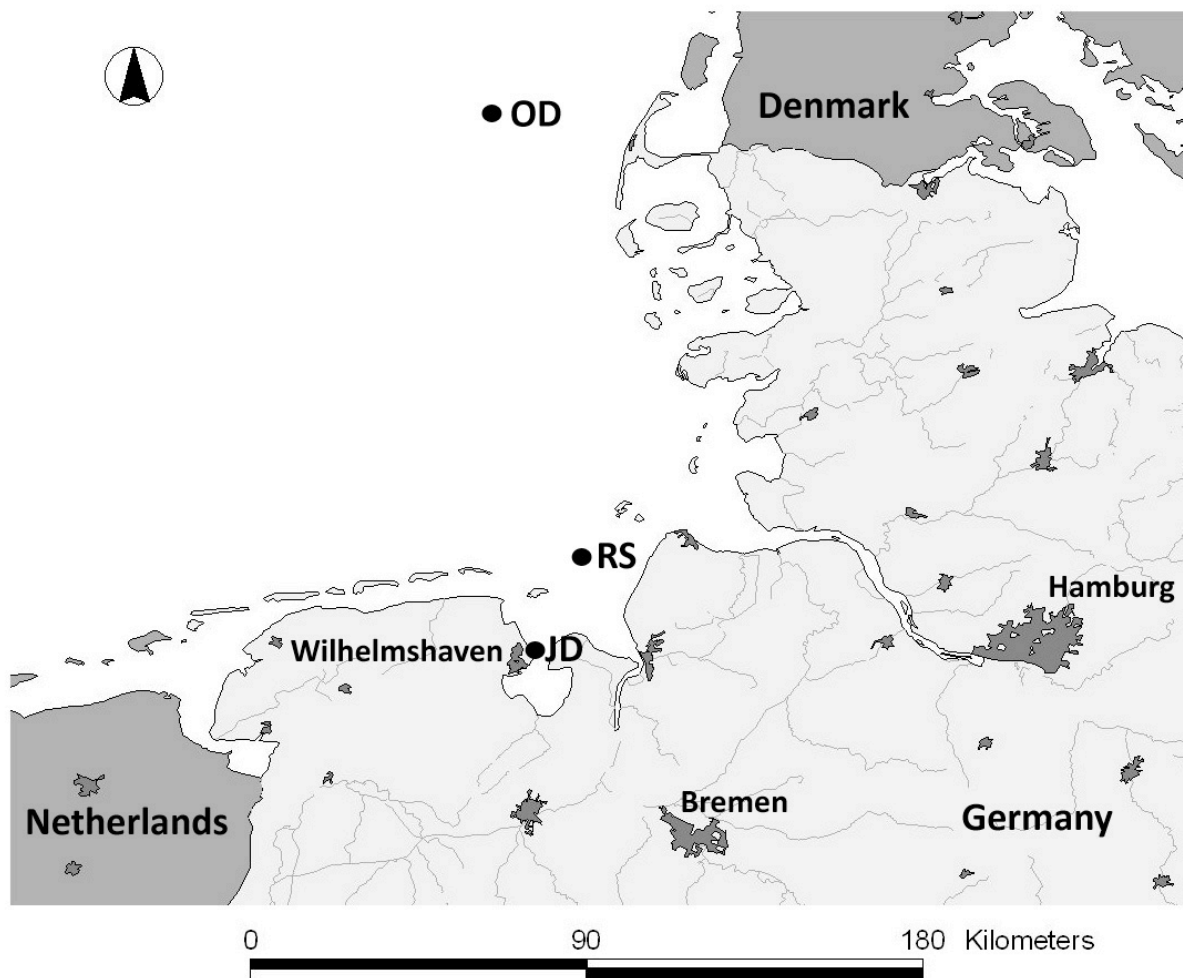 OD
Denmark
RS
Hamburg
Wilhelmshaven
JD
Bremen
Netherlands
Germany
0 90 180 Kilometers